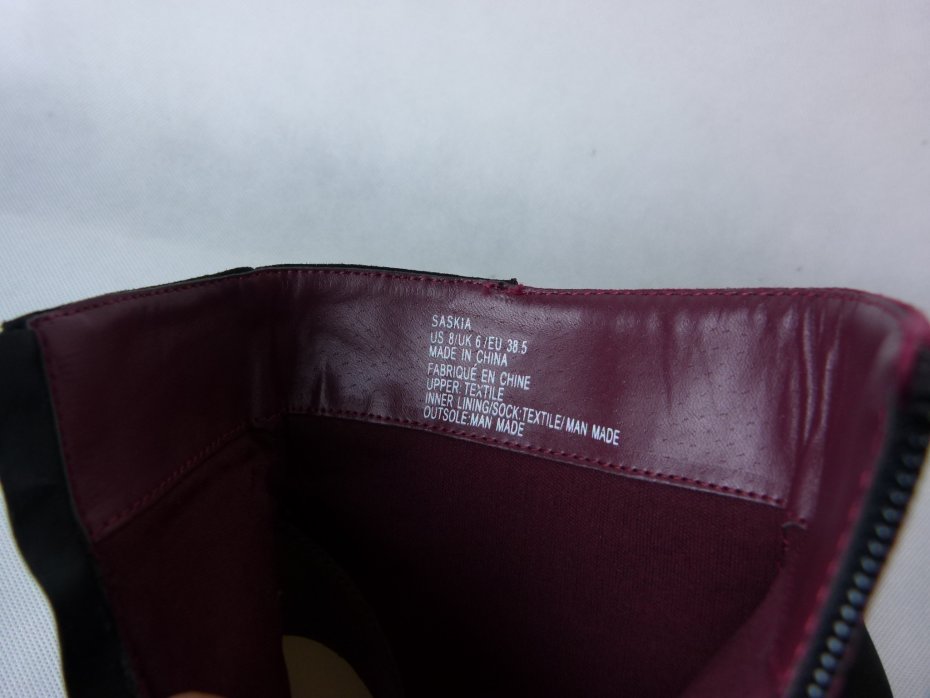 SASKIA
US 8/UK 6/EU 38.5
MADE IN CHINA
FABRIQUÉ EN CHINE
UPPER: TEXTILE
INNER LINING/SOCK:TEXTILE/ MAN MADE
OUTSOLE:MAN MADE